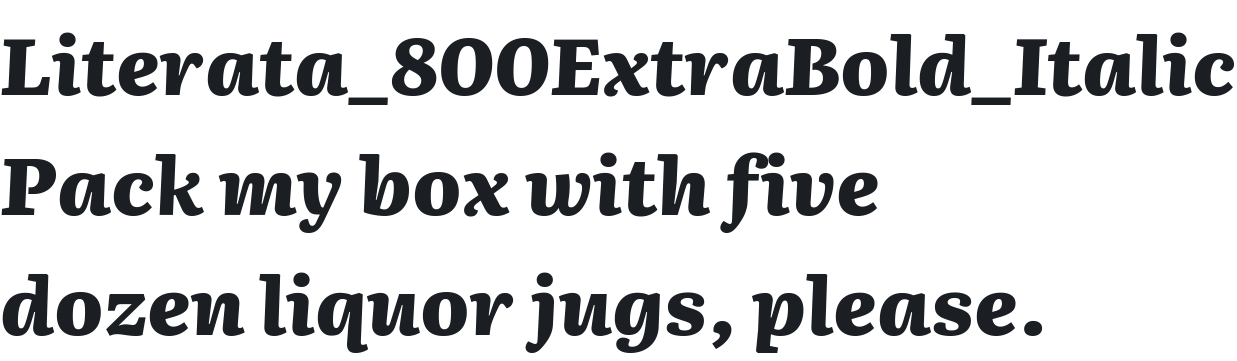 Literata_800ExtraBold_Italic
Pack my box with five
dozen liquor jugs, please.